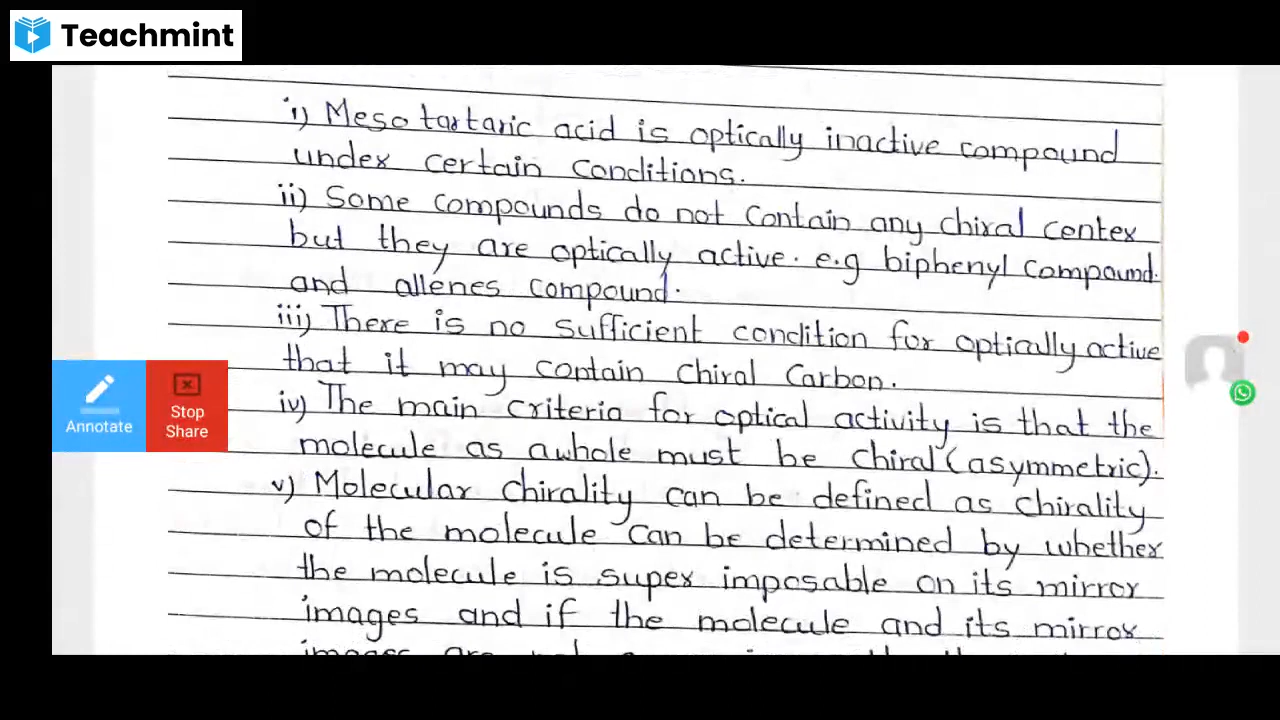 Teachmint
i) Meso tartaric acid is optically inactive compound
under certain conditions.
ii) Some compounds do not contain any chiral center
but they are optically active. e.g biphenyl compound.
and allenes compound.
iii) There is no sufficient condition for optically active
that it may contain chiral carbon.
iv) The main criteria for optical activity is that the
molecule as a whole must be chiral (asymmetric).
v) Molecular chirality can be defined as chirality
of the molecule can be determined by whether
the molecule is super imposable on its mirror
images and if the molecule and its mirror
images are not
Annotate
Stop
Share